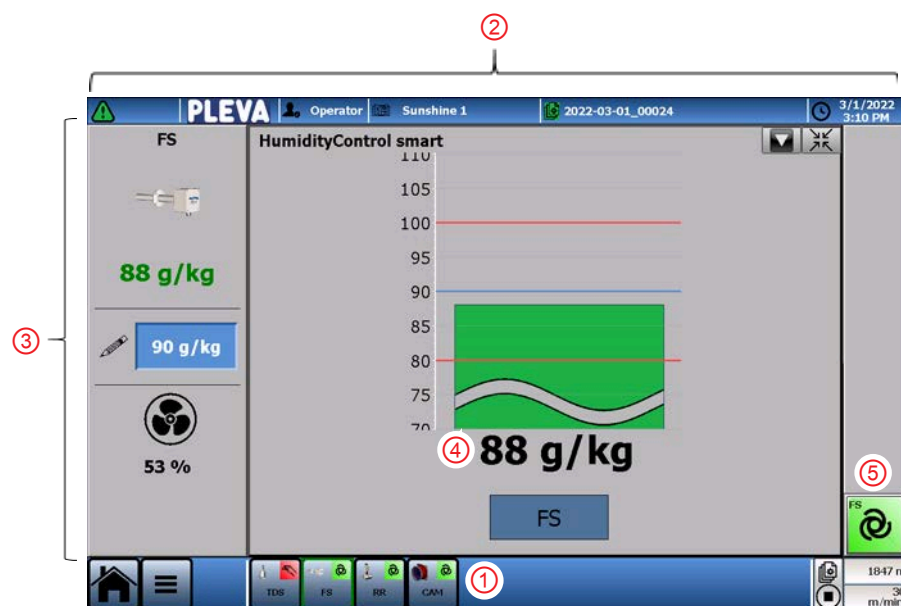 ②
PLEVA Operator Sunshine 1 2022-03-01_00024 3/1/2022
3:10 PM
③
FS
88 g/kg
90 g/kg
53 %
HumidityControl smart
110
105
100
95
90
85
80
75
70
④
88 g/kg
FS
⑤
FS
TDS FS RR CAM
①
1847
m/min